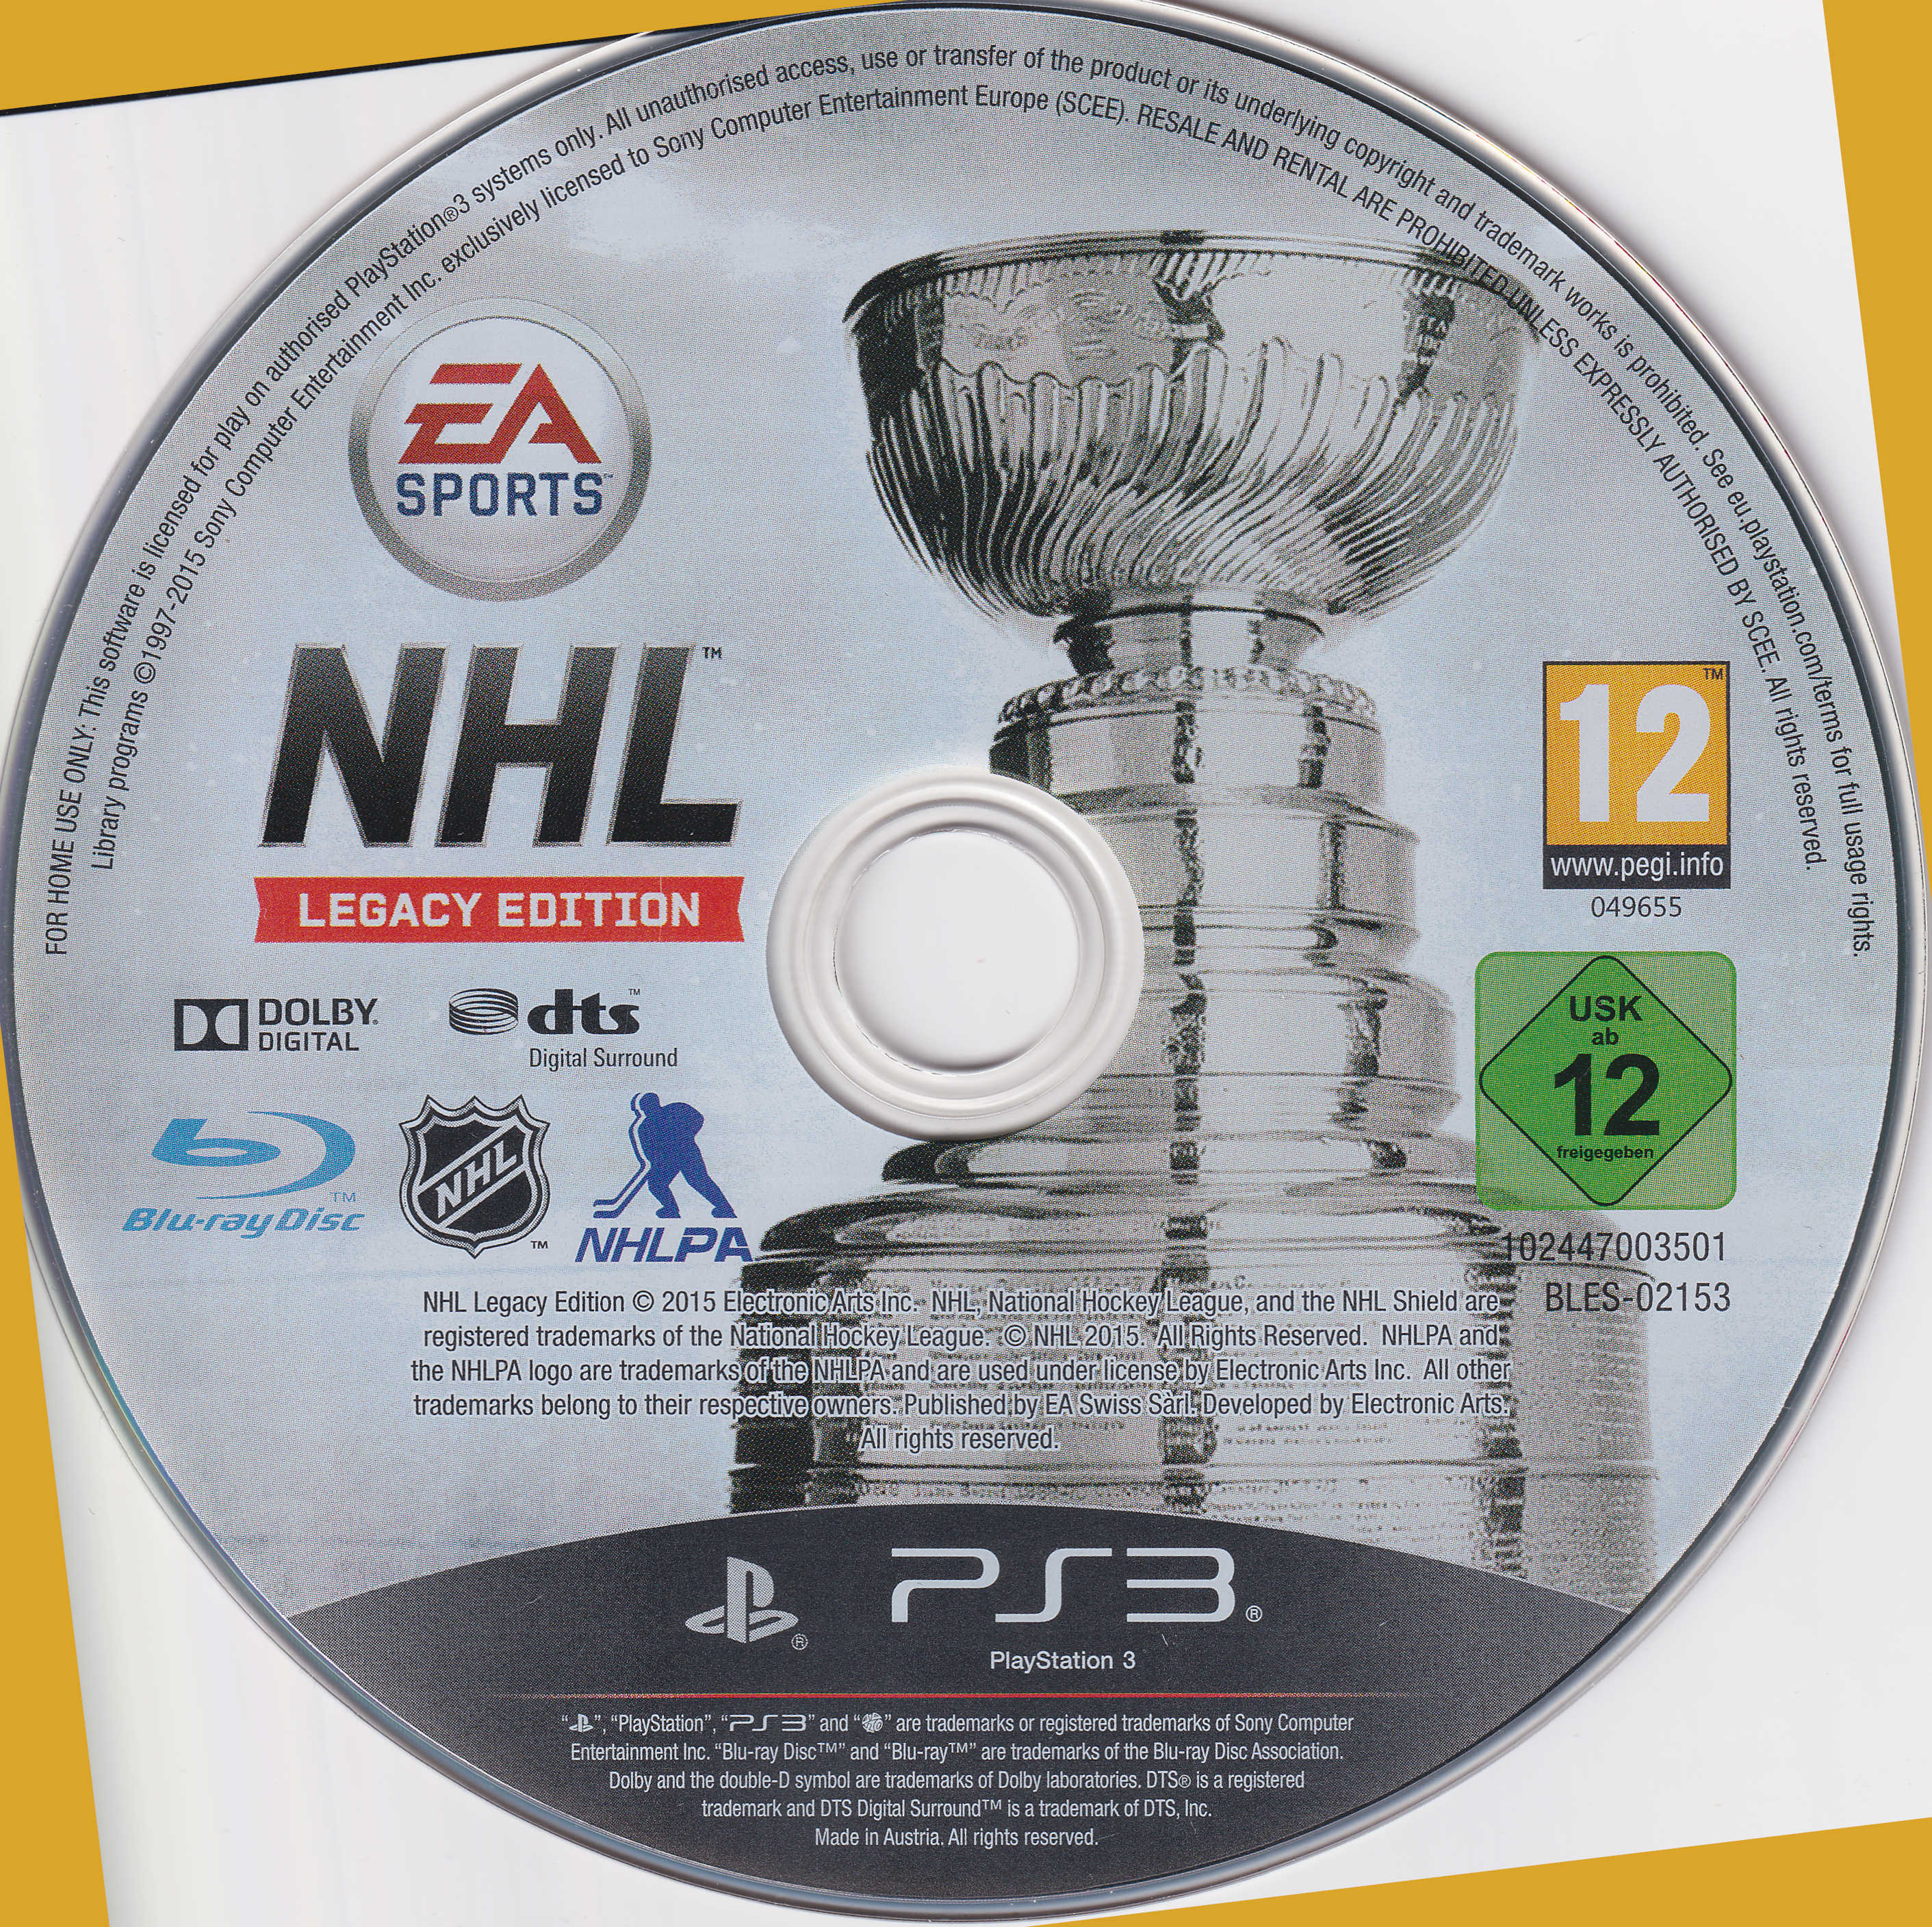 FOR HOME USE ONLY: This software is licensed for play on authorised PlayStation®3 systems only. All unauthorised access, use or transfer of the product or its underlying copyright and trademark works is prohibited. See eu.playstation.com/terms for full usage rights.
Library programs ©1997-2015 Sony Computer Entertainment Inc. exclusively licensed to Sony Computer Entertainment Europe (SCEE). RESALE AND RENTAL ARE PROHIBITED UNLESS EXPRESSLY AUTHORISED BY SCEE. All rights reserved.
EA
SPORTS™
NHL™
LEGACY EDITION
12™
www.pegi.info
049655
DOLBY®
DIGITAL
dts™
Digital Surround
USK
ab
12
freigegeben
Blu-ray Disc™
NHL™
NHLPA
102447003501
BLES-02153
NHL Legacy Edition © 2015 Electronic Arts Inc. NHL, National Hockey League, and the NHL Shield are
registered trademarks of the National Hockey League. © NHL 2015. All Rights Reserved. NHLPA and
the NHLPA logo are trademarks of the NHLPA and are used under license by Electronic Arts Inc. All other
trademarks belong to their respective owners. Published by EA Swiss Sàrl. Developed by Electronic Arts.
All rights reserved.
PS3®
®
PlayStation 3
“ ”, “PlayStation”, “PS3” and “ ” are trademarks or registered trademarks of Sony Computer
Entertainment Inc. “Blu-ray Disc™” and “Blu-ray™” are trademarks of the Blu-ray Disc Association.
Dolby and the double-D symbol are trademarks of Dolby laboratories. DTS® is a registered
trademark and DTS Digital Surround™ is a trademark of DTS, Inc.
Made in Austria. All rights reserved.